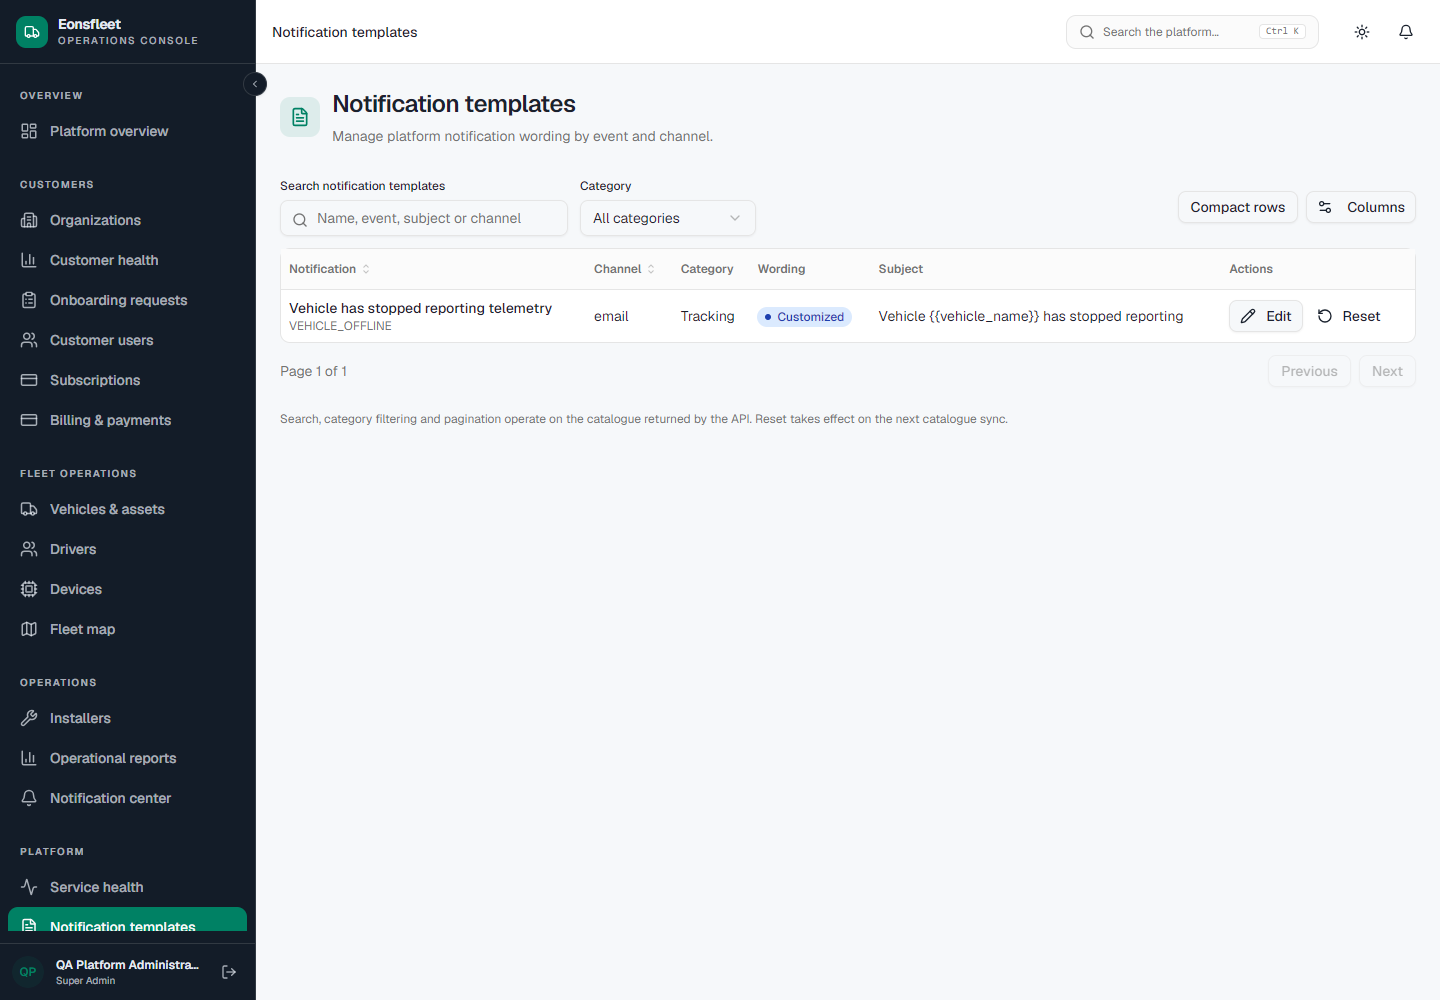 Eonsfleet
OPERATIONS CONSOLE
OVERVIEW
Platform overview
CUSTOMERS
Organizations
Customer health
Onboarding requests
Customer users
Subscriptions
Billing & payments
FLEET OPERATIONS
Vehicles & assets
Drivers
Devices
Fleet map
OPERATIONS
Installers
Operational reports
Notification center
PLATFORM
Service health
Notification templates
QP
QA Platform Administra...
Super Admin
Notification templates
Search the platform...
Ctrl K
Notification templates
Manage platform notification wording by event and channel.
Search notification templates
Category
Name, event, subject or channel
All categories
Compact rows
Columns
Notification
Channel
Category
Wording
Subject
Actions
Vehicle has stopped reporting telemetry
VEHICLE_OFFLINE
email
Tracking
Customized
Vehicle {{vehicle_name}} has stopped reporting
Edit
Reset
Page 1 of 1
Previous
Next
Search, category filtering and pagination operate on the catalogue returned by the API. Reset takes effect on the next catalogue sync.